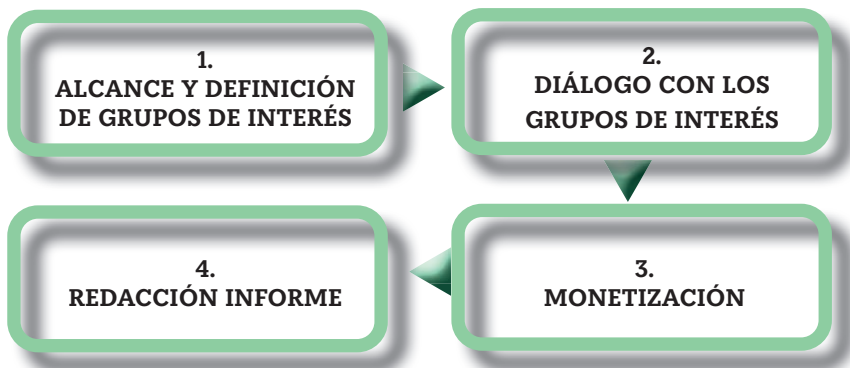 1.
ALCANCE Y DEFINICIÓN
DE GRUPOS DE INTERÉS
2.
DIÁLOGO CON LOS
GRUPOS DE INTERÉS
3.
MONETIZACIÓN
4.
REDACCIÓN INFORME